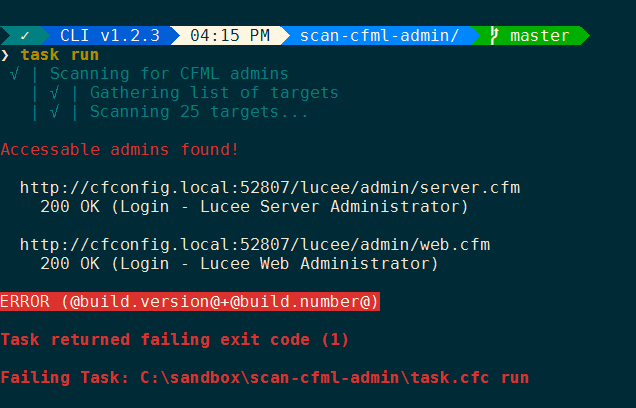 ✓ CLI v1.2.3 04:15 PM scan-cfml-admin/ master
❯ task run
√ | Scanning for CFML admins
| √ | Gathering list of targets
| √ | Scanning 25 targets...
Accessable admins found!
http://cfconfig.local:52807/lucee/admin/server.cfm
200 OK (Login - Lucee Server Administrator)
http://cfconfig.local:52807/lucee/admin/web.cfm
200 OK (Login - Lucee Web Administrator)
ERROR (@build.version@+@build.number@)
Task returned failing exit code (1)
Failing Task: C:\sandbox\scan-cfml-admin\task.cfc run